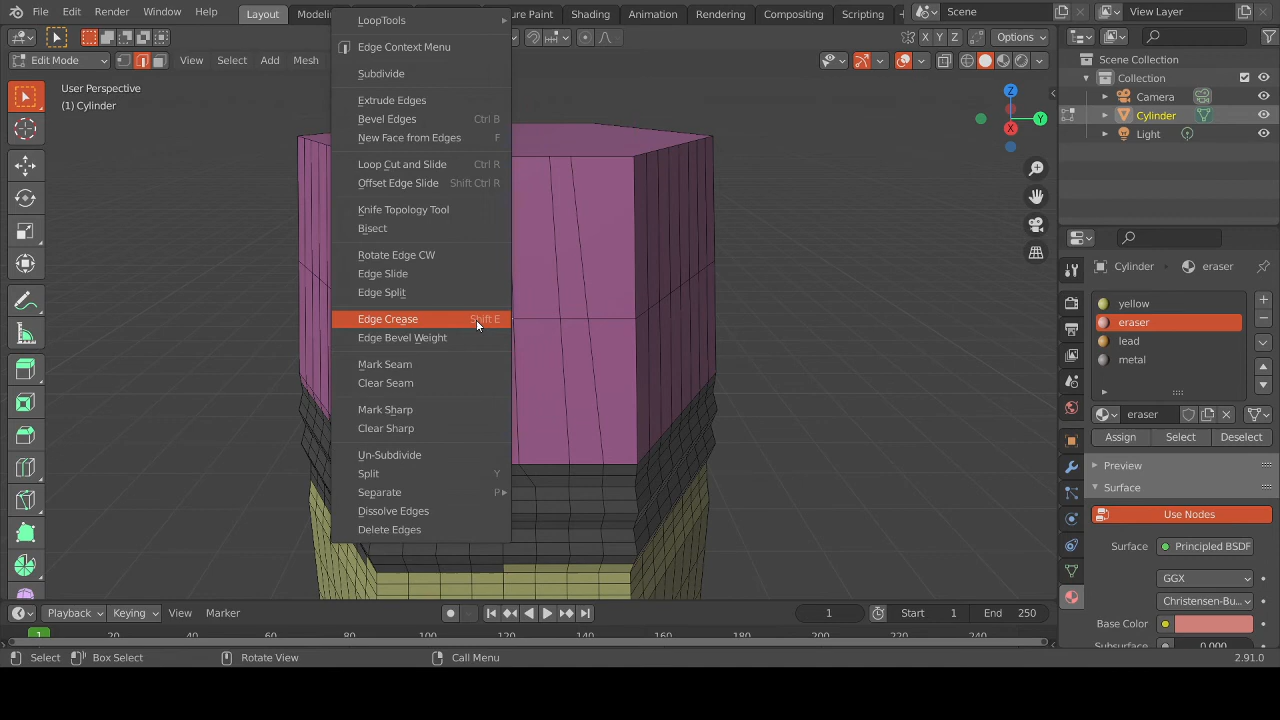 File Edit Render Window Help Layout Modelin ure Paint Shading Animation Rendering Compositing Scripting Scene View Layer
Edit Mode View Select Add Mesh X Y Z Options
User Perspective
(1) Cylinder
LoopTools
Edge Context Menu
Subdivide
Extrude Edges
Bevel Edges Ctrl B
New Face from Edges F
Loop Cut and Slide Ctrl R
Offset Edge Slide Shift Ctrl R
Knife Topology Tool
Bisect
Rotate Edge CW
Edge Slide
Edge Split
Edge Crease Shift E
Edge Bevel Weight
Mark Seam
Clear Seam
Mark Sharp
Clear Sharp
Un-Subdivide
Split Y
Separate P
Dissolve Edges
Delete Edges
Z
Y
X
Scene Collection
Collection
Camera
Cylinder
Light
Cylinder eraser
yellow
eraser
lead
metal
eraser
Assign Select Deselect
Preview
Surface
Use Nodes
Surface Principled BSDF
GGX
Christensen-Bu...
Base Color
Subsurface 0.000
Playback Keying View Marker 1 Start 1 End 250
1 20 80 100 120 140 160 180 200 220 240
Select Box Select Rotate View Call Menu 2.91.0